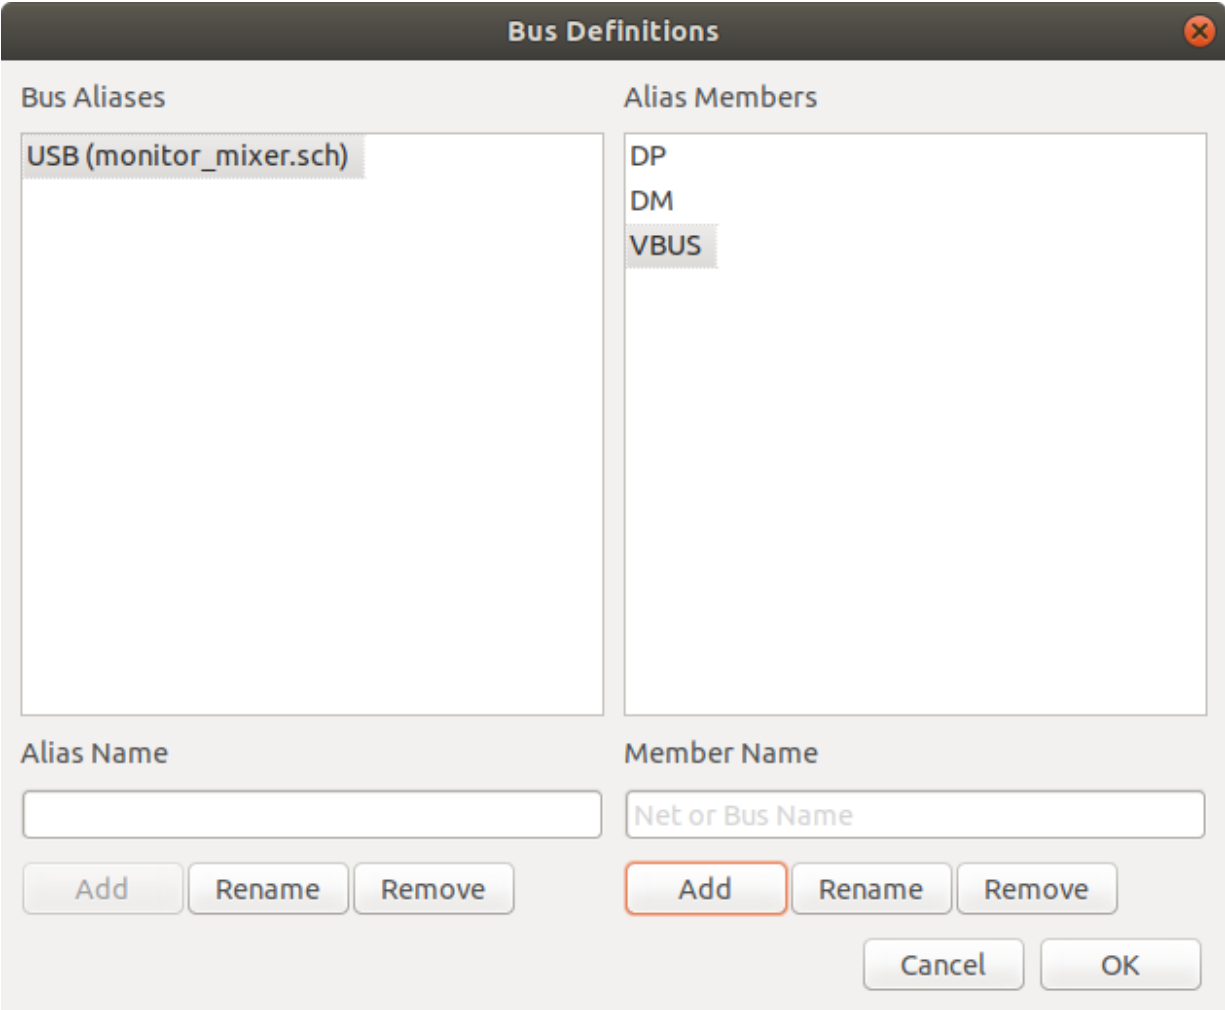 Bus Definitions
Bus Aliases
Alias Members
USB (monitor_mixer.sch)
DP
DM
VBUS
Alias Name
Member Name
Net or Bus Name
Add Rename Remove
Add Rename Remove
Cancel OK